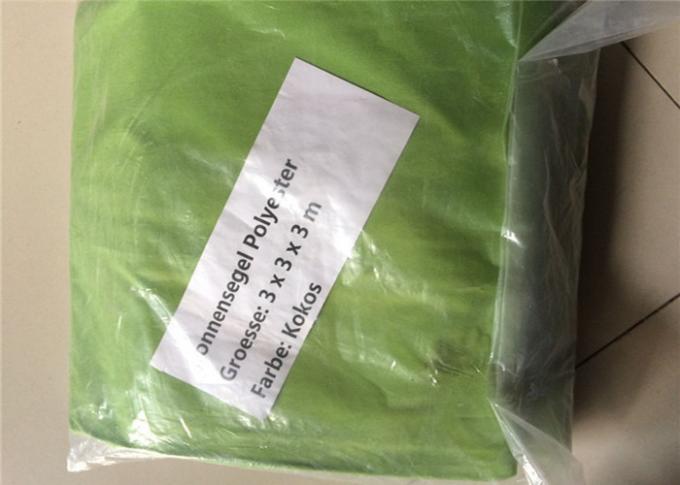 onnensegel Polyester
Groesse: 3 x 3 x 3 m
Farbe: Kokos